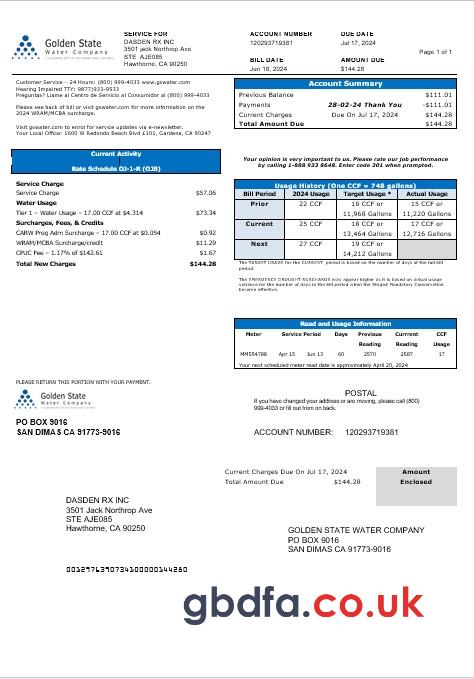 Golden State
Water Company
SERVICE FOR
DASDEN RX INC
3501 jack Northrop Ave
STE AJE085
Hawthorne, CA 90250
ACCOUNT NUMBER
120293719381
BILL DATE
Jun 18, 2024
DUE DATE
Jul 17, 2024
AMOUNT DUE
$144.28
Page 1 of 1
Customer Service – 24 Hours: (800) 999-4033 www.gswater.com
Hearing Impaired TTY: 9877)933-9533
Preguntas? Llame al Centro de Servicio al Consumidor al (800) 999-4033
Please see back of bill or visit gswater.com for more information on the
2024 WRAM/MCBA surcharge.
Visit gswater.com to enrol for service updates via e-newsletter.
Your Local Office: 1600 W Redondo Beach Blvd £101, Gardena, CA 90247
Current Activity
Rate Schedule OJ-1-R (OJB)
Service Charge
Service Charge $57.06
Water Usage
Tier 1 – Water Usage – 17.00 CCF at $4.314 $73.34
Surcharges, Fees, & Credits
CARW Prog Adm Surcharge – 17.00 CCF at $0.054 $0.92
WRAM/MCBA Surcharge/credit $11.29
CPUC Fee – 1.17% of $142.61 $1.67
Total New Charges $144.28
Account Summary
Previous Balance $111.01
Payments 28-02-24 Thank You -$111.01
Current Charges Due On Jul 17, 2024 $144.28
Total Amount Due $144.28
Your opinion is very important to us. Please rate our job performance
by calling 1-888 933 8648. Enter code 301 when prompted.
Usage History (One CCF = 748 gallons)
Bill Period 2024 Usage Target Usage * Actual Usage
Prior 22 CCF 16 CCF or 11,968 Gallons 15 CCF or 11,220 Gallons
Current 25 CCF 18 CCF or 13,464 Gallons 17 CCF or 12,716 Gallons
Next 27 CCF 19 CCF or 14,212 Gallons
The TARGET USAGE for the CURRENT period is based on the number of days of the full bill
period.
The EMERGENCY DROUGHT SURCHARGE may appear higher as it is based on actual usage
variance for the number of days in the bill period when the Staged Mandatory Conservation
became effective.
Read and Usage Information
Meter Service Period Days Previous Reading Current Reading CCF Usage
MM554788 Apr 15 Jun 13 60 2570 2587 17
Your next scheduled meter read date is approximately April 20, 2024
PLEASE RETURN THIS PORTION WITH YOUR PAYMENT.
Golden State
Water Company
PO BOX 9016
SAN DIMAS CA 91773-9016
POSTAL
If you have changed your address or are moving, please call (800)
999-4033 or fill out from on back.
ACCOUNT NUMBER: 120293719381
Current Charges Due On Jul 17, 2024
Total Amount Due $144.28
Amount
Enclosed
DASDEN RX INC
3501 Jack Northrop Ave
STE AJE085
Hawthorne, CA 90250
GOLDEN STATE WATER COMPANY
PO BOX 9016
SAN DIMAS CA 91773-9016
gbdfa.co.uk